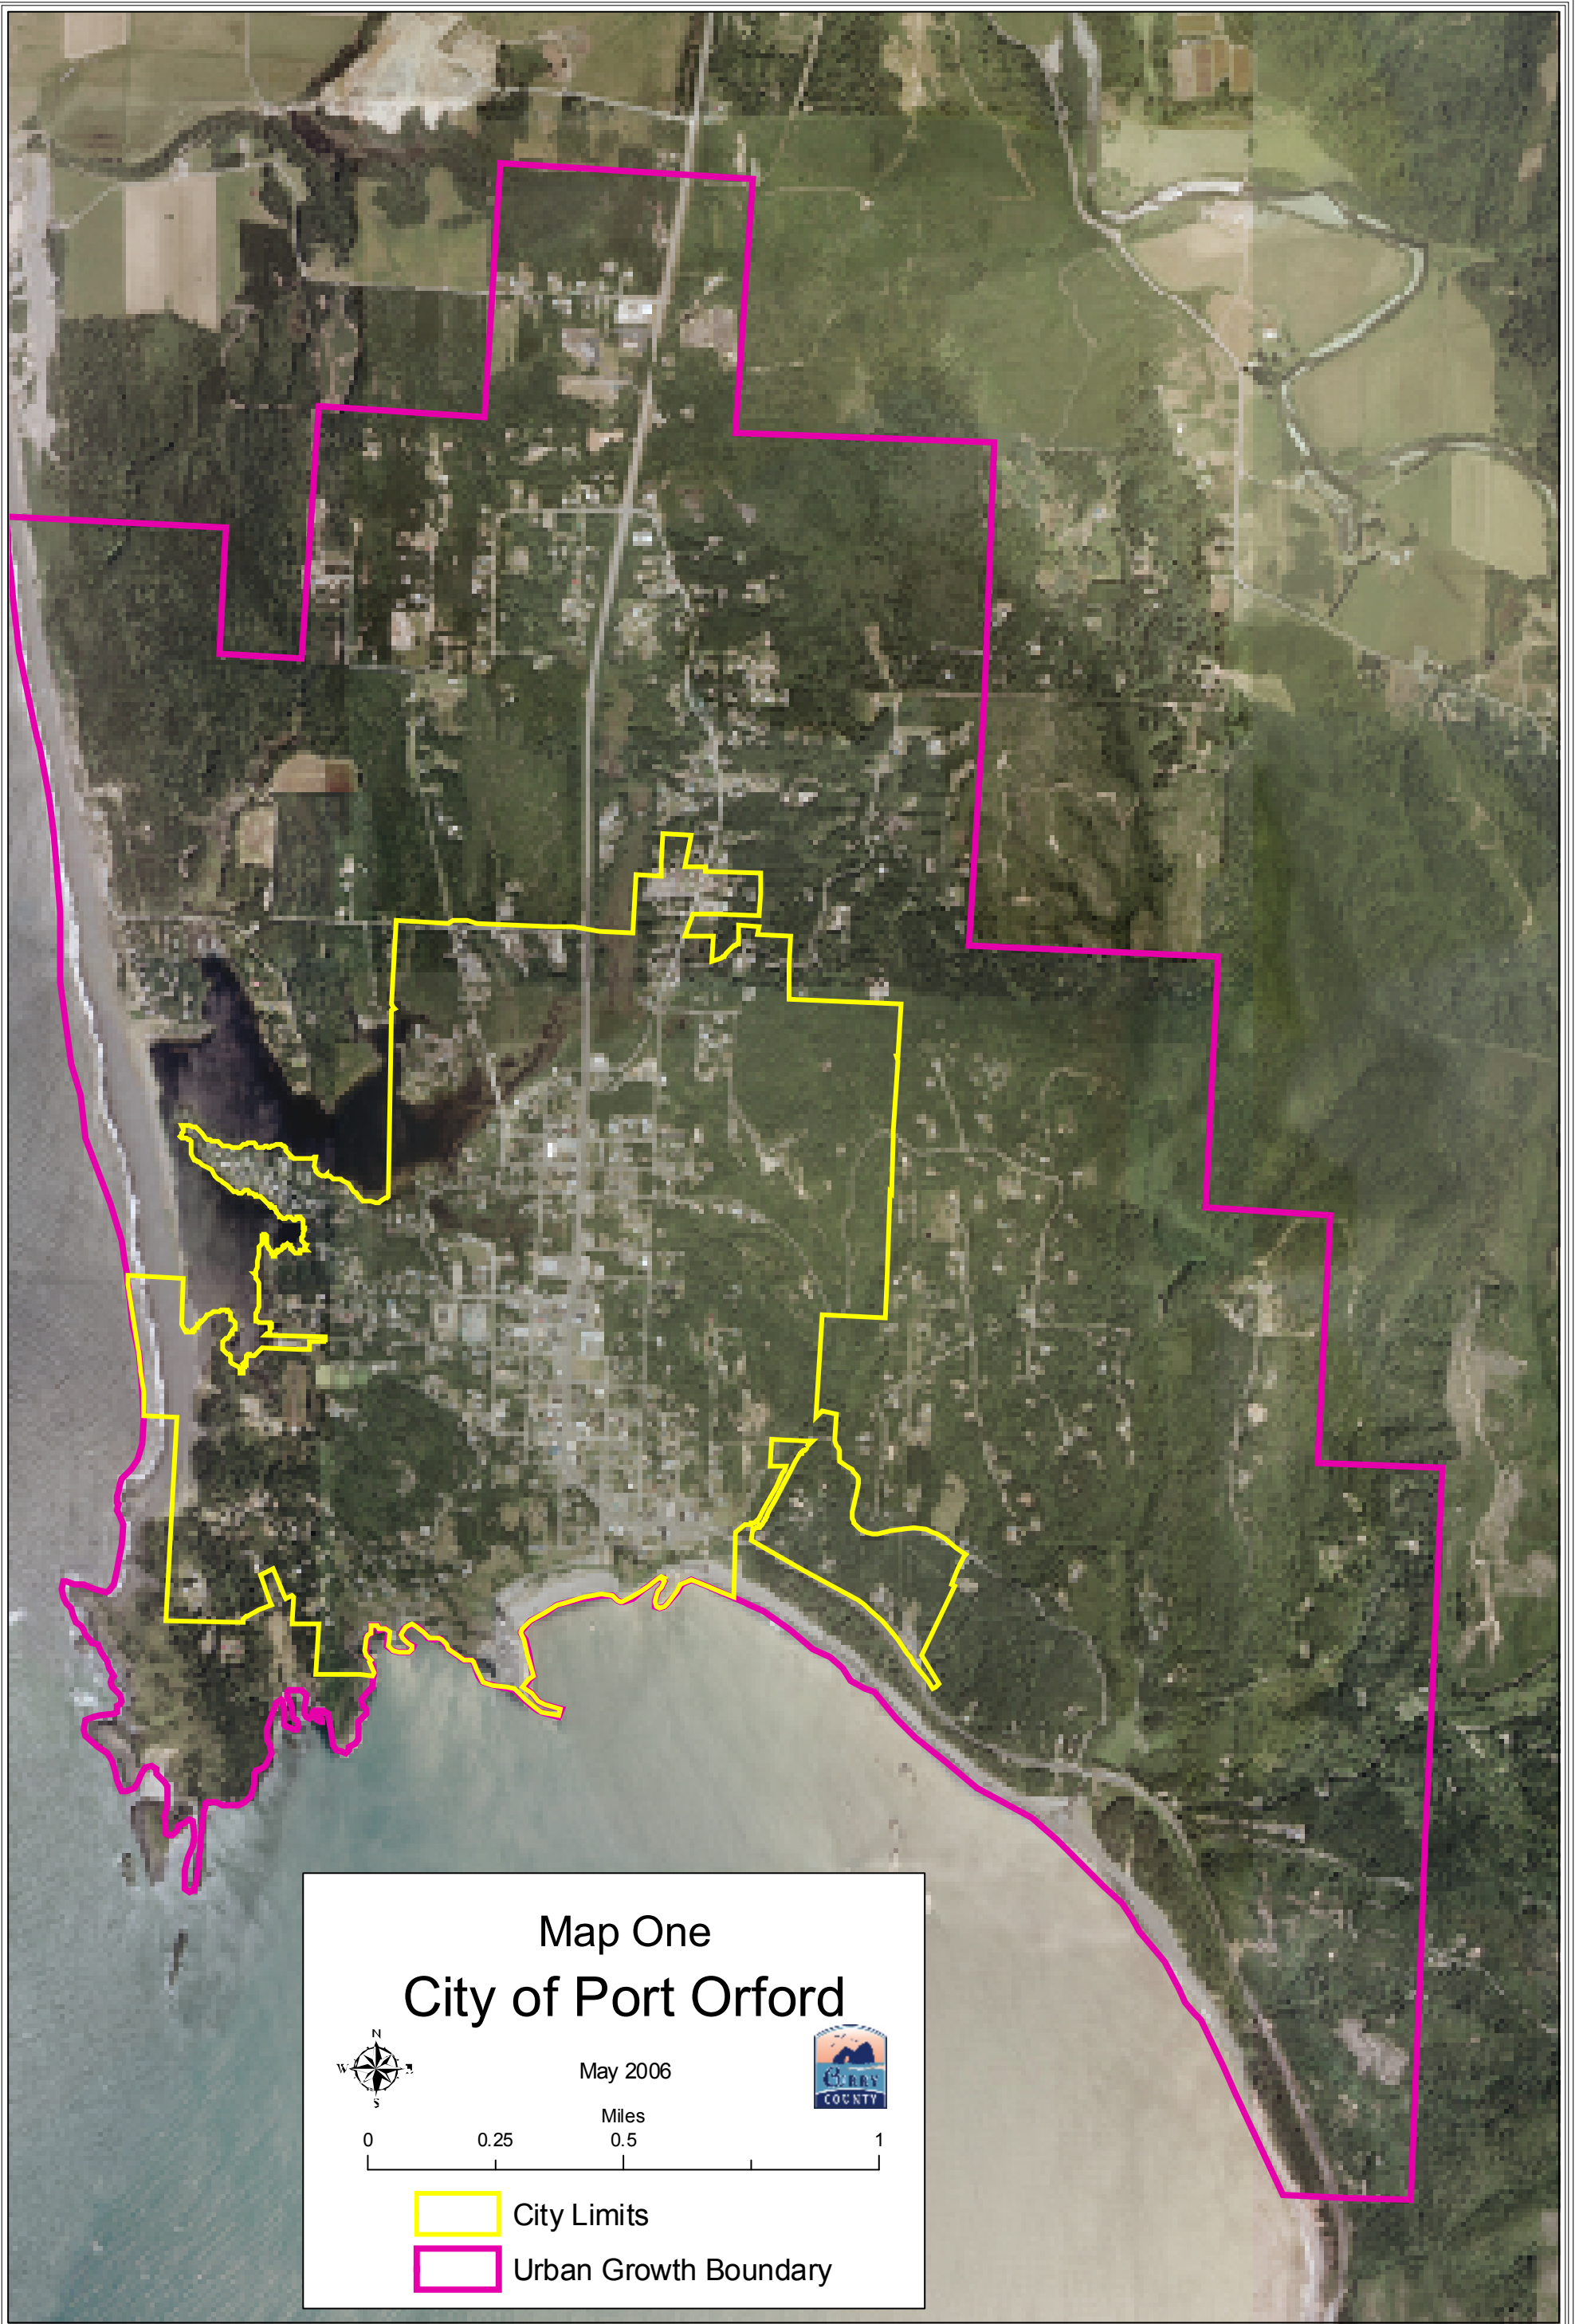 Map One
City of Port Orford
N
W
S
May 2006
COUNTY
Miles
0 0.25 0.5 1
City Limits
Urban Growth Boundary